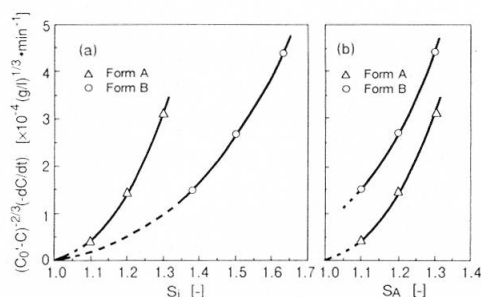 (C₀'-C)⁻²/³(-dC/dt) [×10⁻⁴(g/l)¹/³•min⁻¹]
5
4
3
2
1
0
(a)
△ Form A
○ Form B
1.0 1.1 1.2 1.3 1.4 1.5 1.6 1.7
Sᵢ [-]
(b)
△ Form A
○ Form B
1.0 1.1 1.2 1.3 1.4
S_A [-]